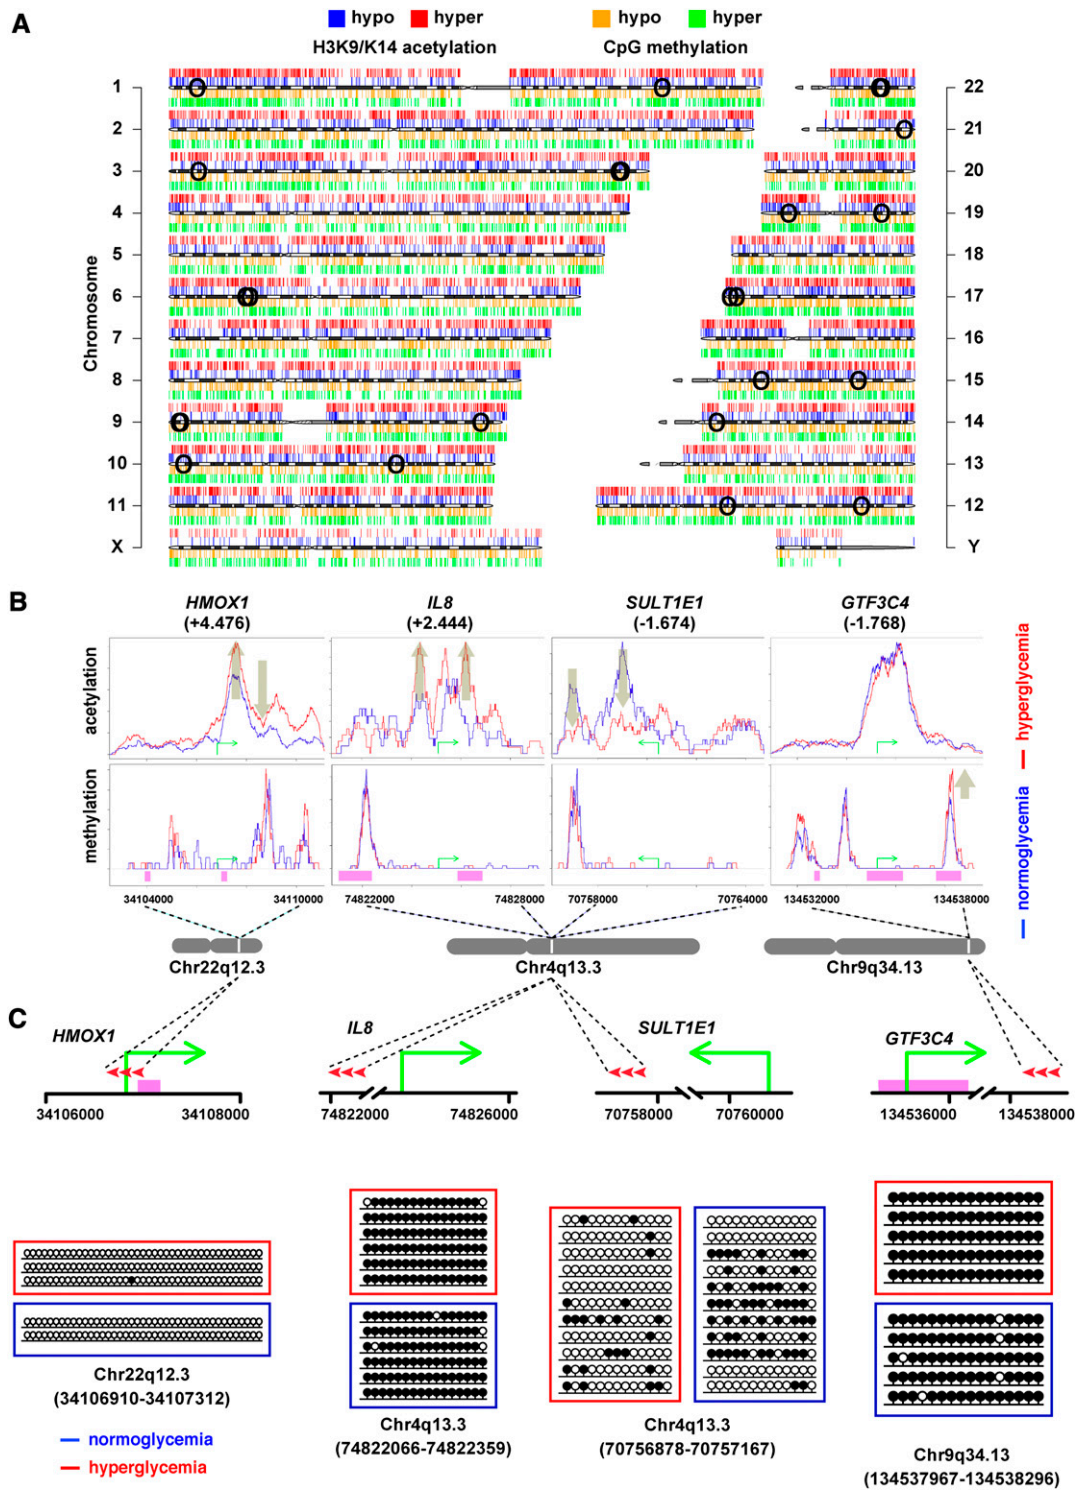 A
hypo hyper hypo hyper
H3K9/K14 acetylation CpG methylation
Chromosome
1 22
2 21
3 20
4 19
5 18
6 17
7 16
8 15
9 14
10 13
11 12
X Y
B
HMOX1 IL8 SULT1E1 GTF3C4
(+4.476) (+2.444) (-1.674) (-1.768)
acetylation
methylation
hyperglycemia
normoglycemia
34104000 34110000 74822000 74828000 70758000 70764000 134532000 134538000
Chr22q12.3 Chr4q13.3 Chr9q34.13
C
HMOX1 IL8 SULT1E1 GTF3C4
34106000 34108000 74822000 74826000 70758000 70760000 134536000 134538000
Chr22q12.3
(34106910-34107312)
Chr4q13.3
(74822066-74822359)
Chr4q13.3
(70756878-70757167)
Chr9q34.13
(134537967-134538296)
normoglycemia
hyperglycemia